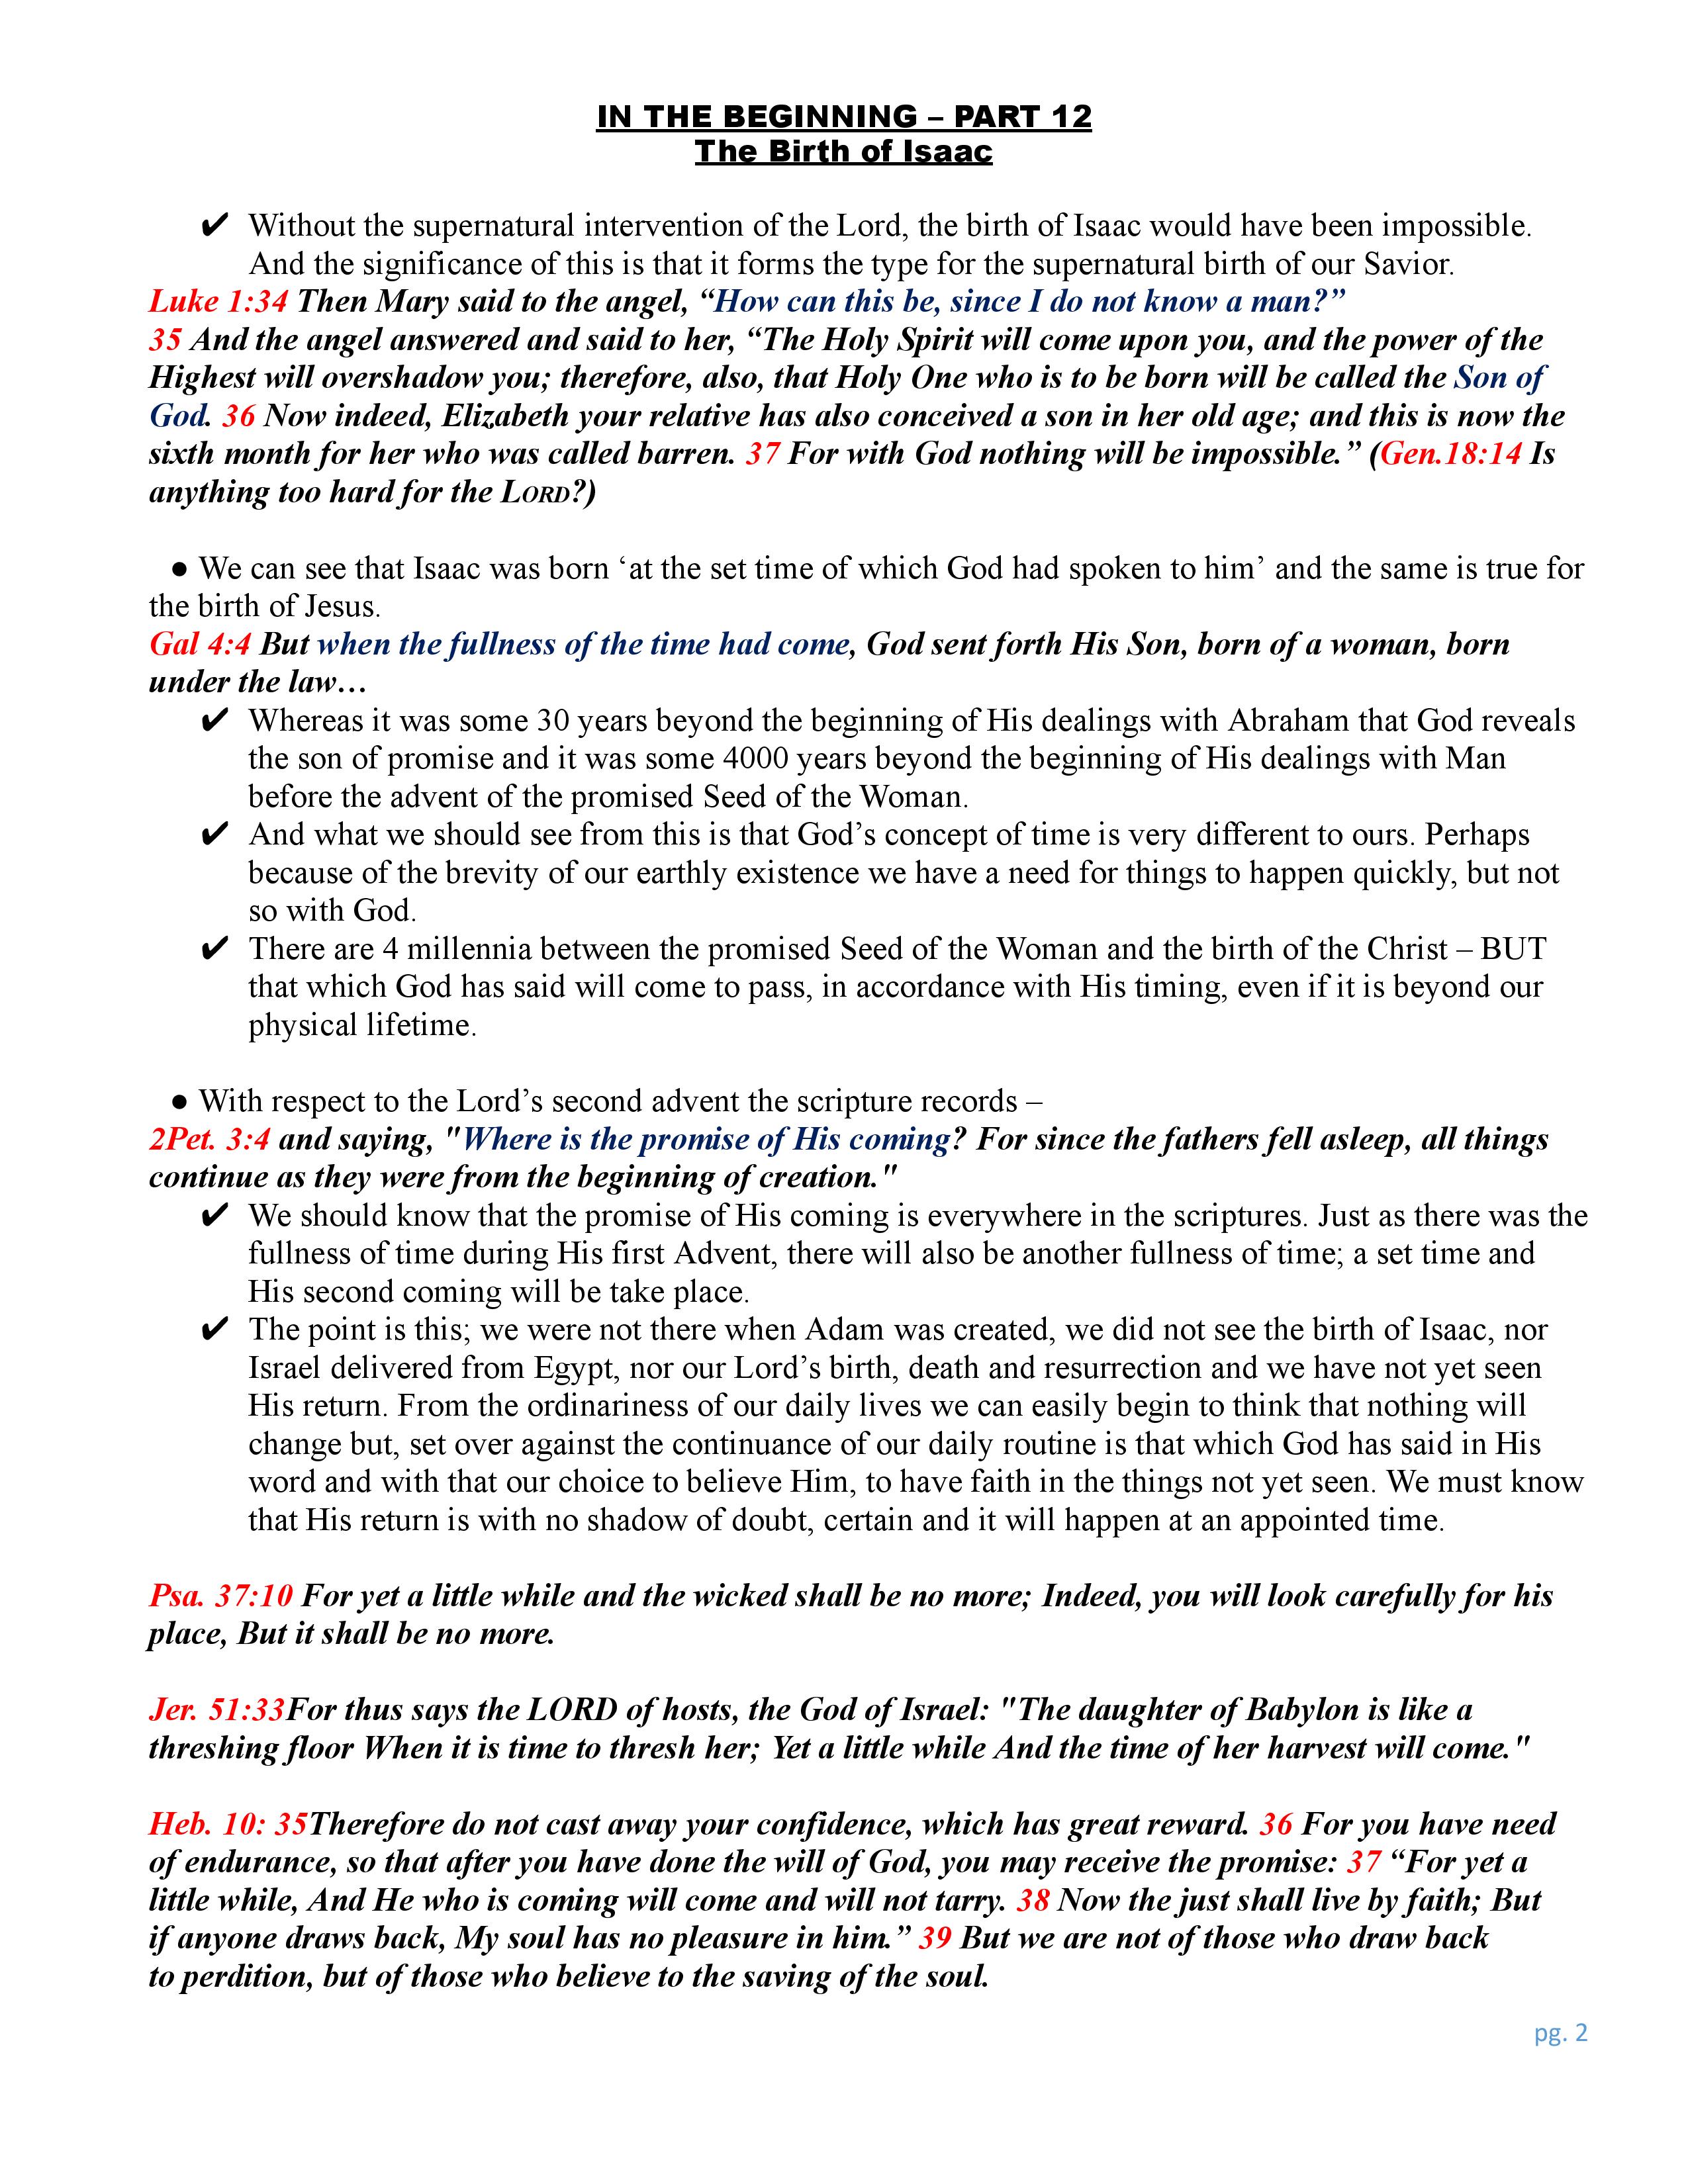 IN THE BEGINNING – PART 12
The Birth of Isaac
✔ Without the supernatural intervention of the Lord, the birth of Isaac would have been impossible.
And the significance of this is that it forms the type for the supernatural birth of our Savior.
Luke 1:34 Then Mary said to the angel, “How can this be, since I do not know a man?”
35 And the angel answered and said to her, “The Holy Spirit will come upon you, and the power of the
Highest will overshadow you; therefore, also, that Holy One who is to be born will be called the Son of
God. 36 Now indeed, Elizabeth your relative has also conceived a son in her old age; and this is now the
sixth month for her who was called barren. 37 For with God nothing will be impossible.” (Gen.18:14 Is
anything too hard for the LORD?)
● We can see that Isaac was born ‘at the set time of which God had spoken to him’ and the same is true for
the birth of Jesus.
Gal 4:4 But when the fullness of the time had come, God sent forth His Son, born of a woman, born
under the law…
✔ Whereas it was some 30 years beyond the beginning of His dealings with Abraham that God reveals
the son of promise and it was some 4000 years beyond the beginning of His dealings with Man
before the advent of the promised Seed of the Woman.
✔ And what we should see from this is that God’s concept of time is very different to ours. Perhaps
because of the brevity of our earthly existence we have a need for things to happen quickly, but not
so with God.
✔ There are 4 millennia between the promised Seed of the Woman and the birth of the Christ – BUT
that which God has said will come to pass, in accordance with His timing, even if it is beyond our
physical lifetime.
● With respect to the Lord’s second advent the scripture records –
2Pet. 3:4 and saying, "Where is the promise of His coming? For since the fathers fell asleep, all things
continue as they were from the beginning of creation."
✔ We should know that the promise of His coming is everywhere in the scriptures. Just as there was the
fullness of time during His first Advent, there will also be another fullness of time; a set time and
His second coming will be take place.
✔ The point is this; we were not there when Adam was created, we did not see the birth of Isaac, nor
Israel delivered from Egypt, nor our Lord’s birth, death and resurrection and we have not yet seen
His return. From the ordinariness of our daily lives we can easily begin to think that nothing will
change but, set over against the continuance of our daily routine is that which God has said in His
word and with that our choice to believe Him, to have faith in the things not yet seen. We must know
that His return is with no shadow of doubt, certain and it will happen at an appointed time.
Psa. 37:10 For yet a little while and the wicked shall be no more; Indeed, you will look carefully for his
place, But it shall be no more.
Jer. 51:33For thus says the LORD of hosts, the God of Israel: "The daughter of Babylon is like a
threshing floor When it is time to thresh her; Yet a little while And the time of her harvest will come."
Heb. 10: 35Therefore do not cast away your confidence, which has great reward. 36 For you have need
of endurance, so that after you have done the will of God, you may receive the promise: 37 “For yet a
little while, And He who is coming will come and will not tarry. 38 Now the just shall live by faith; But
if anyone draws back, My soul has no pleasure in him.” 39 But we are not of those who draw back
to perdition, but of those who believe to the saving of the soul.
pg. 2